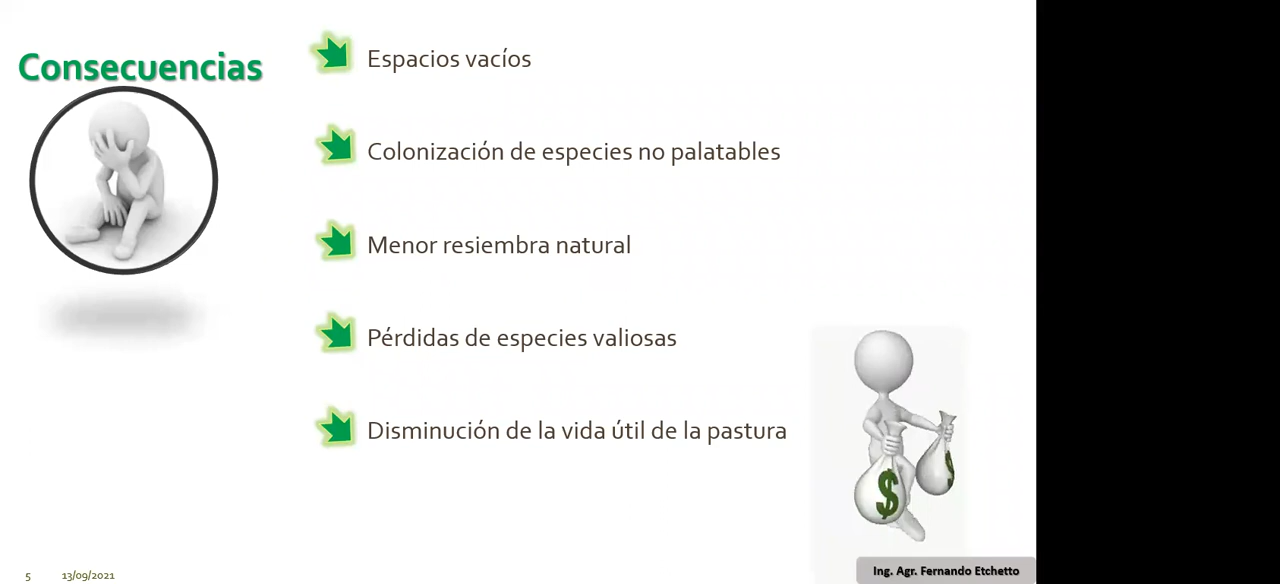 Consecuencias
Espacios vacíos
Colonización de especies no palatables
Menor resiembra natural
Pérdidas de especies valiosas
Disminución de la vida útil de la pastura
$
$
5 13/09/2021
Ing. Agr. Fernando Etchetto